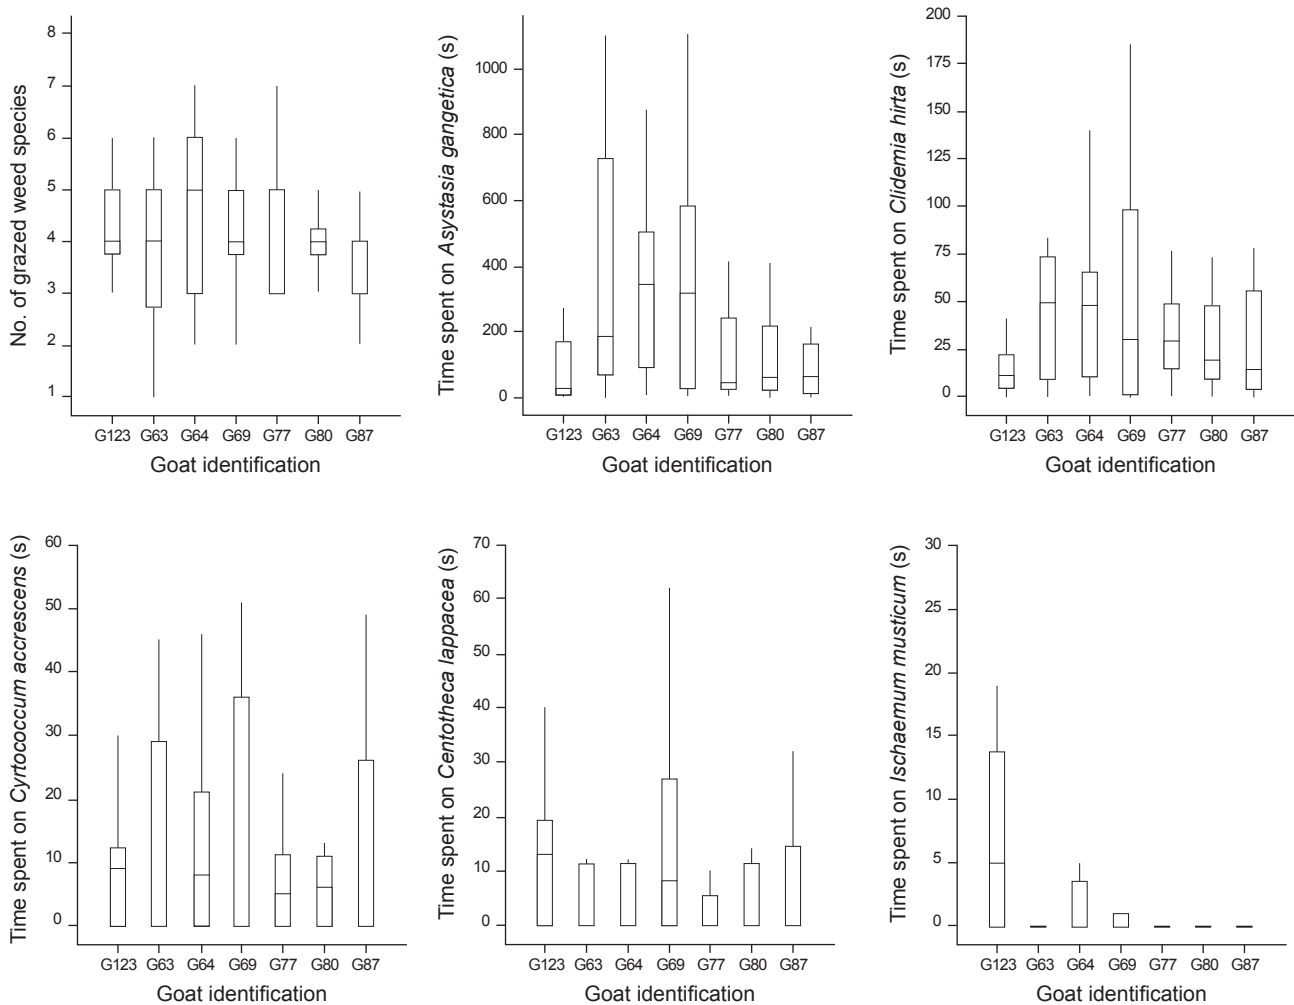 No. of grazed weed species
8
7
6
5
4
3
2
1
G123 G63 G64 G69 G77 G80 G87
Goat identification
Time spent on Asystasia gangetica (s)
1000
800
600
400
200
0
G123 G63 G64 G69 G77 G80 G87
Goat identification
Time spent on Clidemia hirta (s)
200
175
150
125
100
75
50
25
0
G123 G63 G64 G69 G77 G80 G87
Goat identification
Time spent on Cyrtococcum accrescens (s)
60
50
40
30
20
10
0
G123 G63 G64 G69 G77 G80 G87
Goat identification
Time spent on Centotheca lappacea (s)
70
60
50
40
30
20
10
0
G123 G63 G64 G69 G77 G80 G87
Goat identification
Time spent on Ischaemum musticum (s)
30
25
20
15
10
5
0
G123 G63 G64 G69 G77 G80 G87
Goat identification